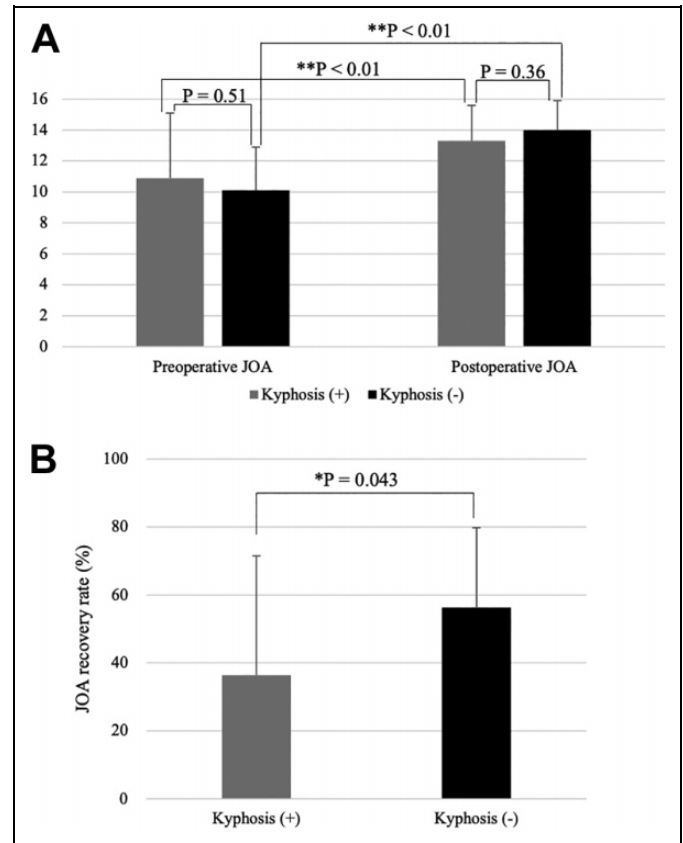 A
**P < 0.01
**P < 0.01
P = 0.36
P = 0.51
16
14
12
10
8
6
4
2
0
Preoperative JOA
Postoperative JOA
Kyphosis (+)
Kyphosis (-)
B
100
*P = 0.043
80
60
40
20
0
JOA recovery rate (%)
Kyphosis (+)
Kyphosis (-)